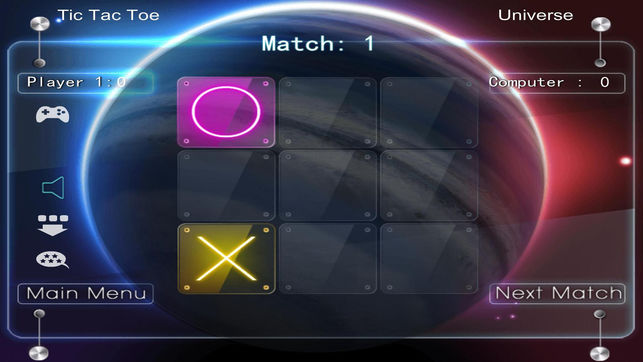 Tic Tac Toe
Universe
Match: 1
Player 1:0
Computer : 0
Main Menu
Next Match